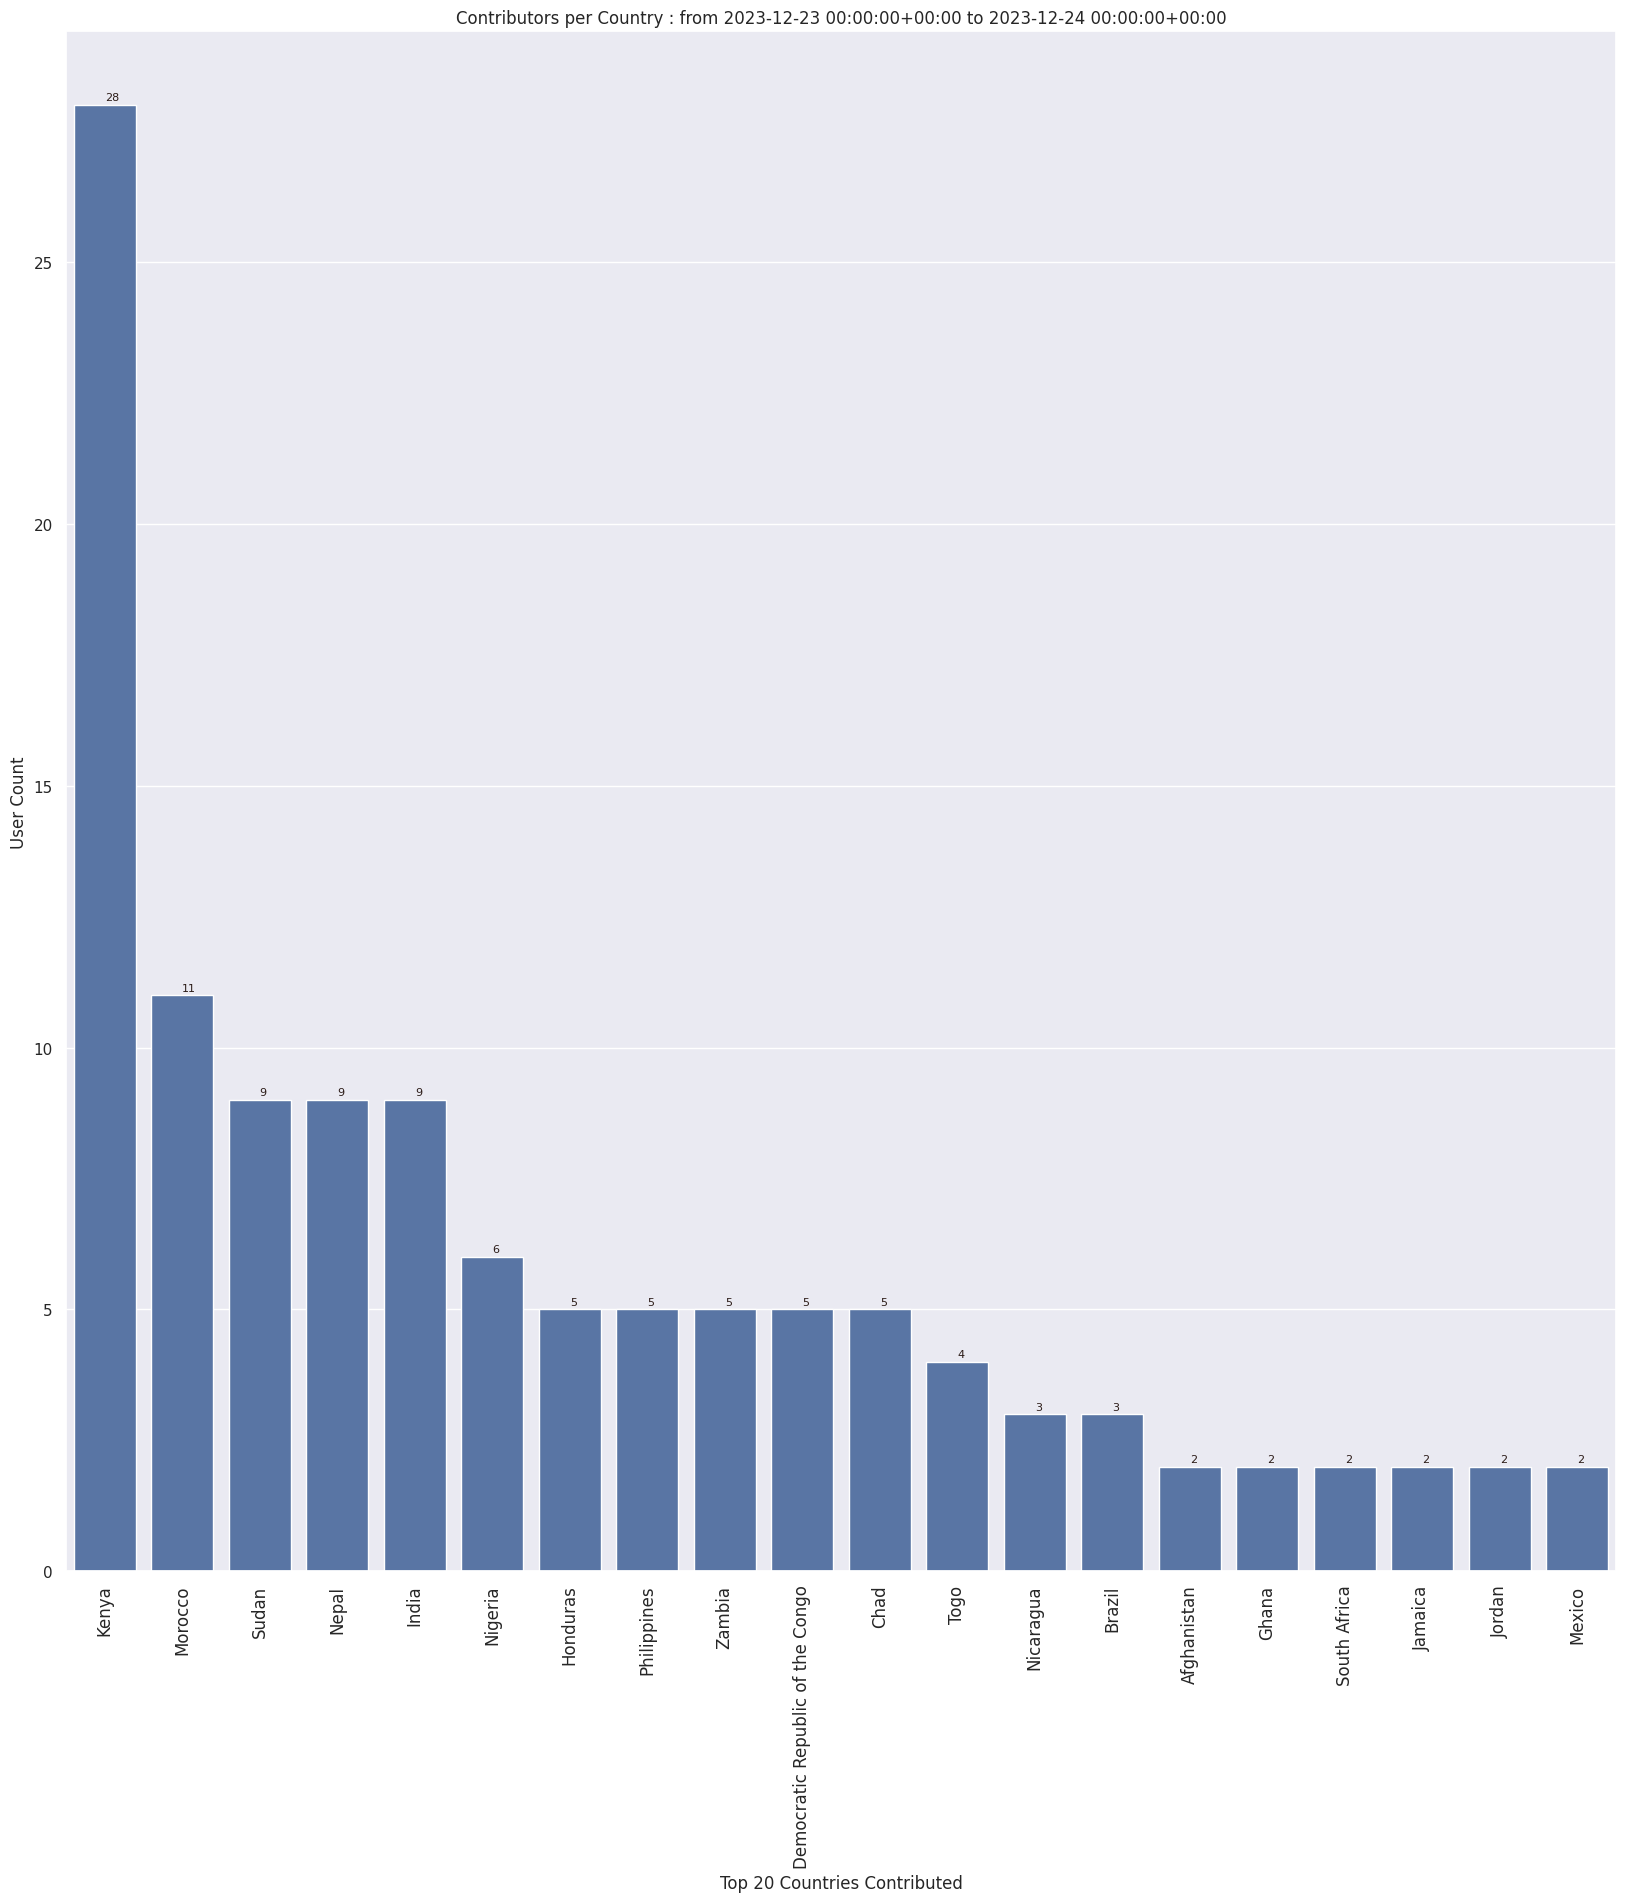 Contributors per Country : from 2023-12-23 00:00:00+00:00 to 2023-12-24 00:00:00+00:00
User Count
25
20
15
10
5
0
28
11
9
9
9
6
5
5
5
5
5
4
3
3
2
2
2
2
2
2
Kenya
Morocco
Sudan
Nepal
India
Nigeria
Honduras
Philippines
Zambia
Democratic Republic of the Congo
Chad
Togo
Nicaragua
Brazil
Afghanistan
Ghana
South Africa
Jamaica
Jordan
Mexico
Top 20 Countries Contributed